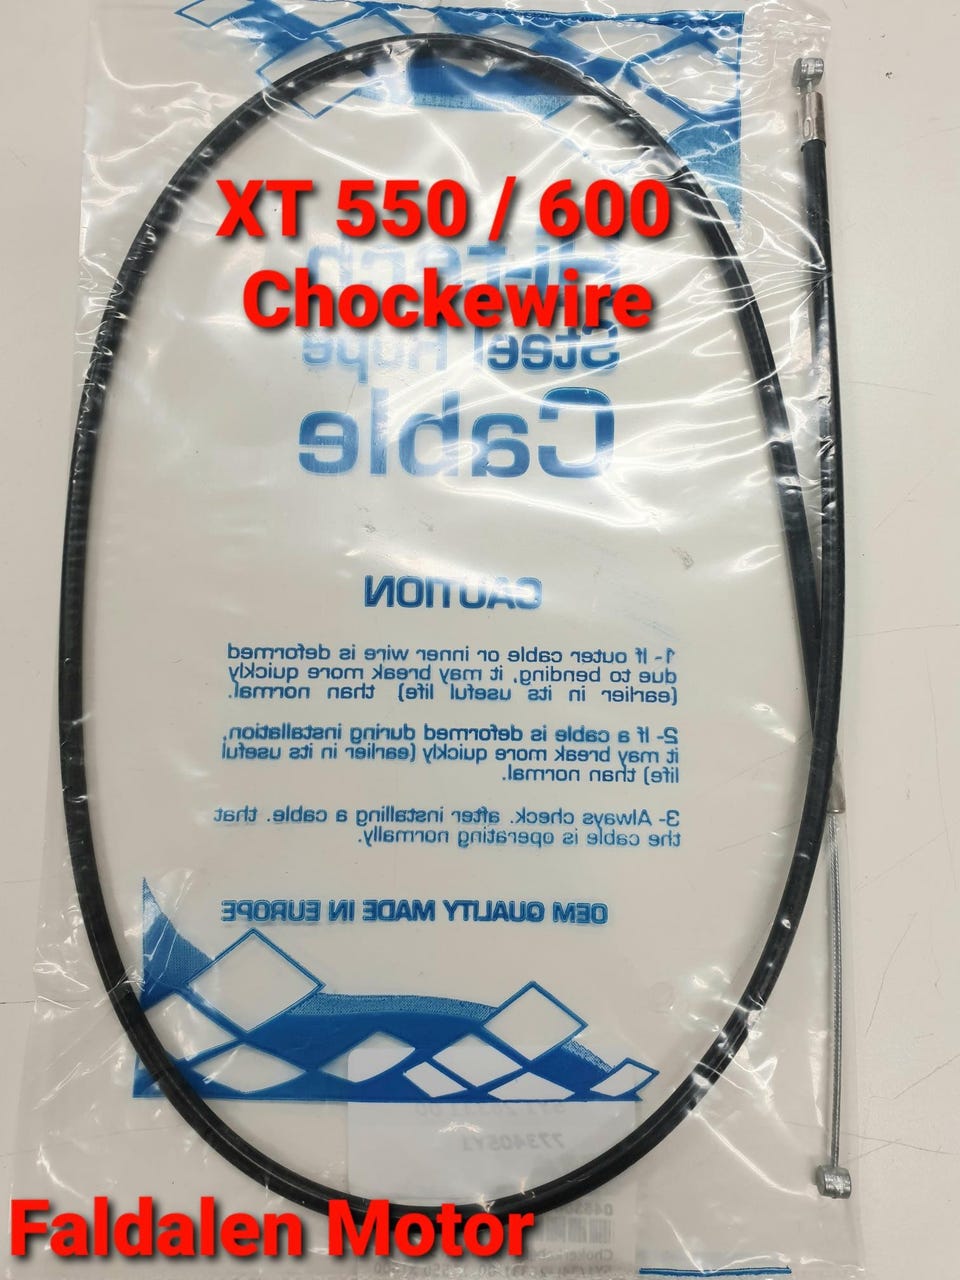 XT 550 / 600
Chockewire
Hi-tech
Steel Rope
Cable
CAUTION
1- If outer cable or inner wire is deformed
due to bending, it may break more quickly
(earlier in its useful life) than normal.
2- If a cable is deformed during installation,
it may break more quickly (earlier in its useful
life) than normal.
3- Always check. after installing a cable. that
the cable is operating normally.
OEM QUALITY MADE IN EUROPE
773405Y1
Faldalen Motor